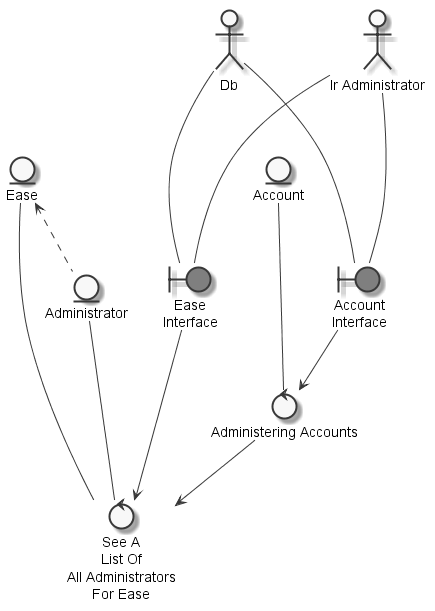 Db
Ir Administrator
Ease
Account
Administrator
Ease
Interface
Account
Interface
Administering Accounts
See A
List Of
All Administrators
For Ease